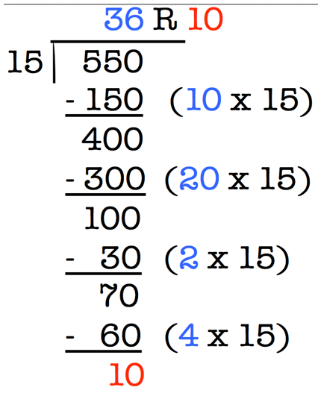 36 R 10
15 550
- 150 (10 x 15)
400
- 300 (20 x 15)
100
- 30 (2 x 15)
70
- 60 (4 x 15)
10